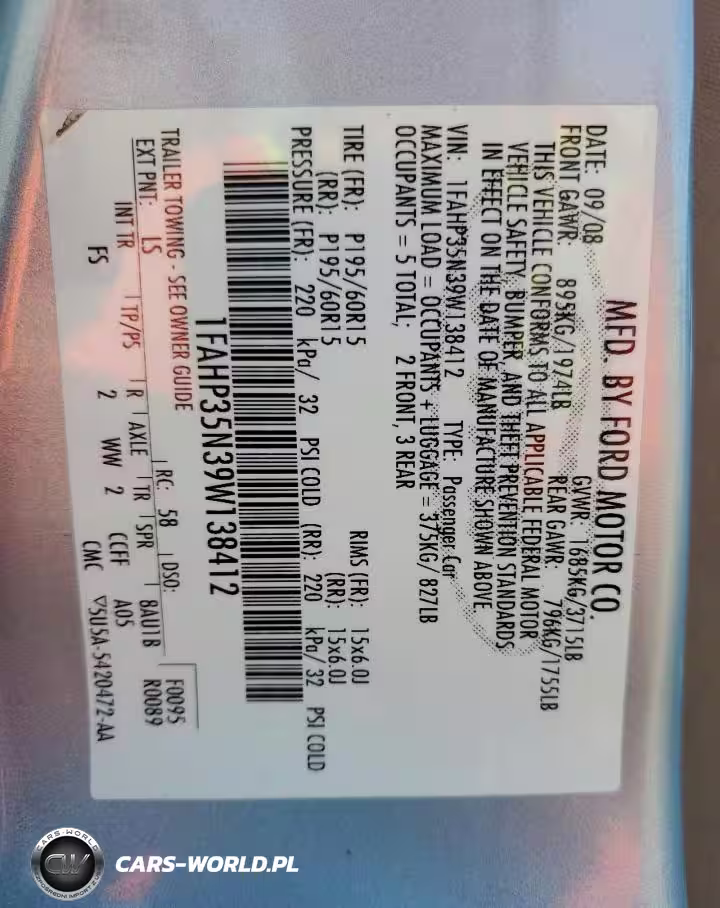 MFD. BY FORD MOTOR CO.
DATE: 09/08 GVWR: 1685KG/3715LB
FRONT GAWR: 895KG/1974LB REAR GAWR: 796KG/1755LB
THIS VEHICLE CONFORMS TO ALL APPLICABLE FEDERAL MOTOR
VEHICLE SAFETY, BUMPER, AND THEFT PREVENTION STANDARDS
IN EFFECT ON THE DATE OF MANUFACTURE SHOWN ABOVE.
VIN: 1FAHP35N39W138412 TYPE: Passenger Car
MAXIMUM LOAD = OCCUPANTS + LUGGAGE = 375KG/ 827LB
OCCUPANTS = 5 TOTAL; 2 FRONT, 3 REAR
TIRE (FR): P195/60R15 RIMS (FR): 15x6.0J
(RR): P195/60R15 (RR): 15x6.0J
PRESSURE (FR): 220 kPa/ 32 PSI COLD (RR): 220 kPa/ 32 PSI COLD
1FAHP35N39W138412
TRAILER TOWING - SEE OWNER GUIDE
EXT PNT: LS RC: 58 DSO: F0095
INT TR TP/PS R AXLE TR SPR 8AU1B R0089
FS 2 WW 2 CCFF A05
CMC ▽5U5A-5420472-AA
CARS-WORLD
CW
CARS-WORLD.PL